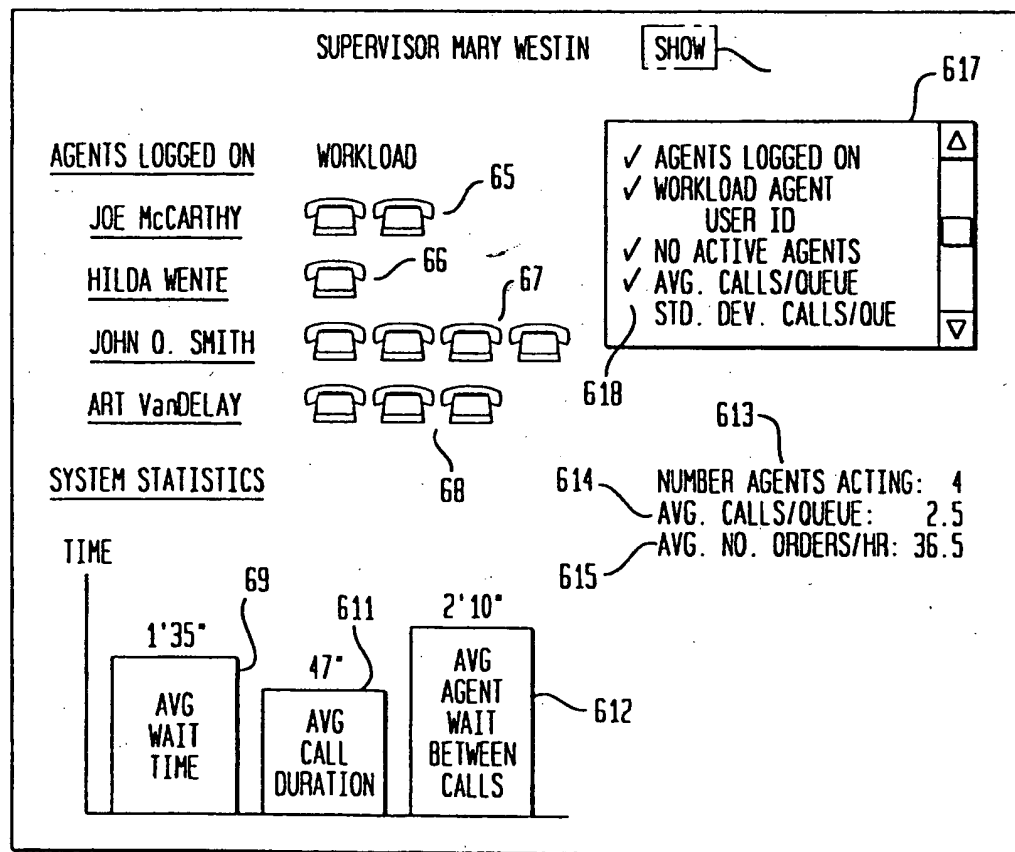 SUPERVISOR MARY WESTIN SHOW
617
AGENTS LOGGED ON WORKLOAD
✓ AGENTS LOGGED ON
✓ WORKLOAD AGENT
USER ID
✓ NO ACTIVE AGENTS
✓ AVG. CALLS/QUEUE
STD. DEV. CALLS/QUE
618
JOE McCARTHY
65
HILDA WENTE
66
JOHN Q. SMITH
67
ART VanDELAY
68
SYSTEM STATISTICS
613
NUMBER AGENTS ACTING: 4
614
AVG. CALLS/QUEUE: 2.5
615
AVG. NO. ORDERS/HR: 36.5
TIME
1'35"
69
AVG
WAIT
TIME
47"
611
AVG
CALL
DURATION
2'10"
612
AVG
AGENT
WAIT
BETWEEN
CALLS